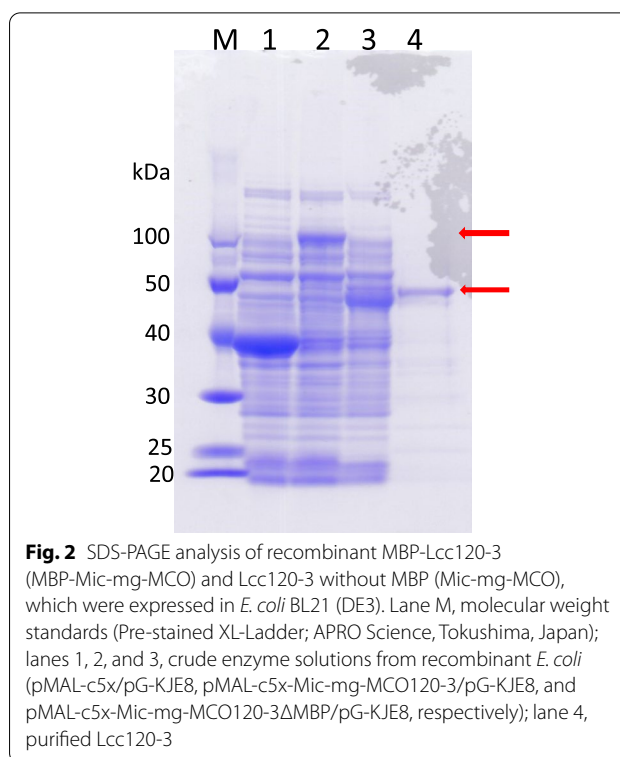 M 1 2 3 4
kDa
100
50
40
30
25
20
Fig. 2 SDS-PAGE analysis of recombinant MBP-Lcc120-3
(MBP-Mic-mg-MCO) and Lcc120-3 without MBP (Mic-mg-MCO),
which were expressed in E. coli BL21 (DE3). Lane M, molecular weight
standards (Pre-stained XL-Ladder; APRO Science, Tokushima, Japan);
lanes 1, 2, and 3, crude enzyme solutions from recombinant E. coli
(pMAL-c5x/pG-KJE8, pMAL-c5x-Mic-mg-MCO120-3/pG-KJE8, and
pMAL-c5x-Mic-mg-MCO120-3ΔMBP/pG-KJE8, respectively); lane 4,
purified Lcc120-3